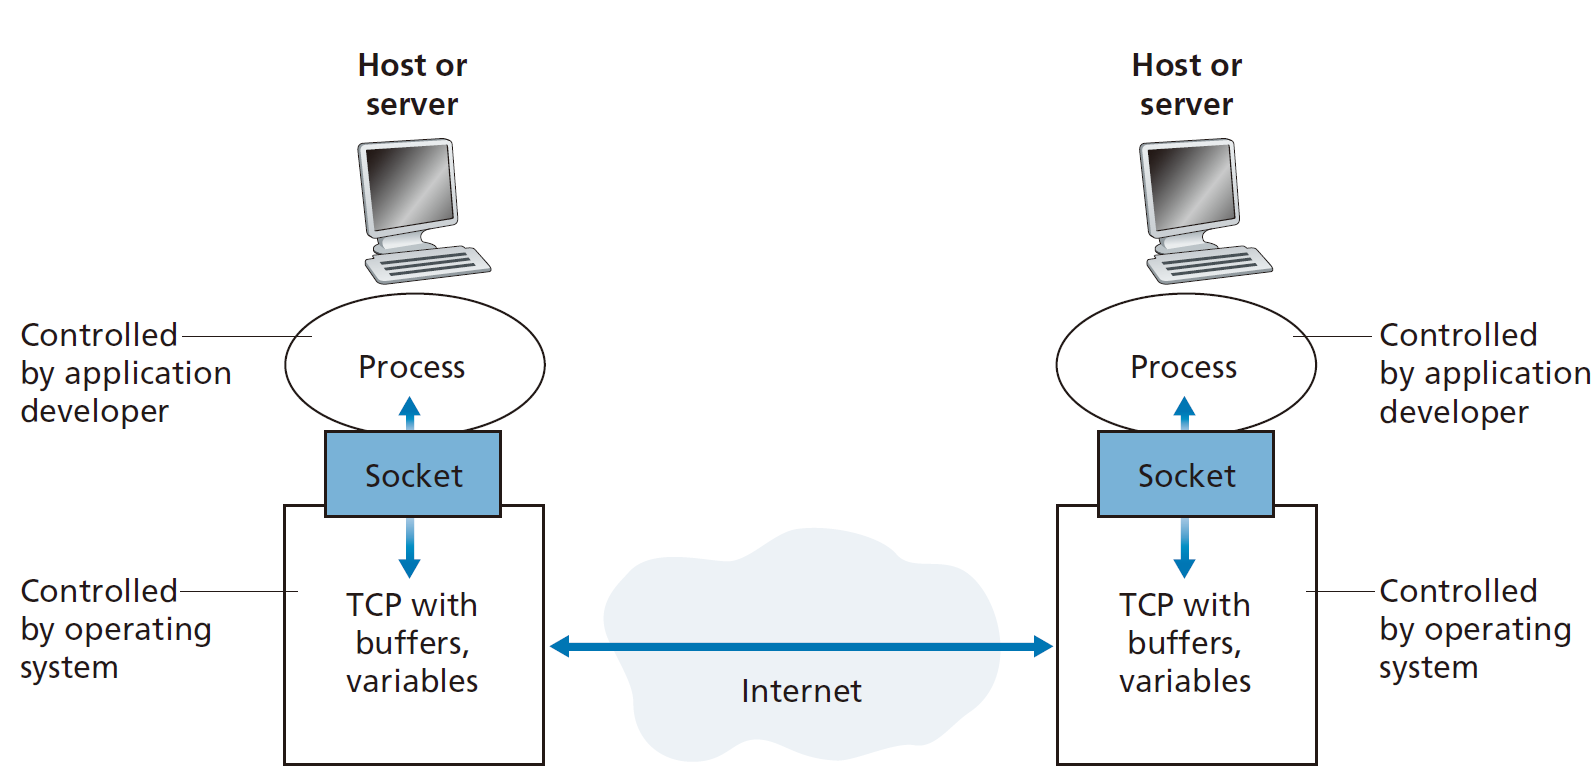 Host or
server
Host or
server
Controlled
by application
developer
Process
Process
Controlled
by application
developer
Socket
Socket
Controlled
by operating
system
TCP with
buffers,
variables
Internet
TCP with
buffers,
variables
Controlled
by operating
system